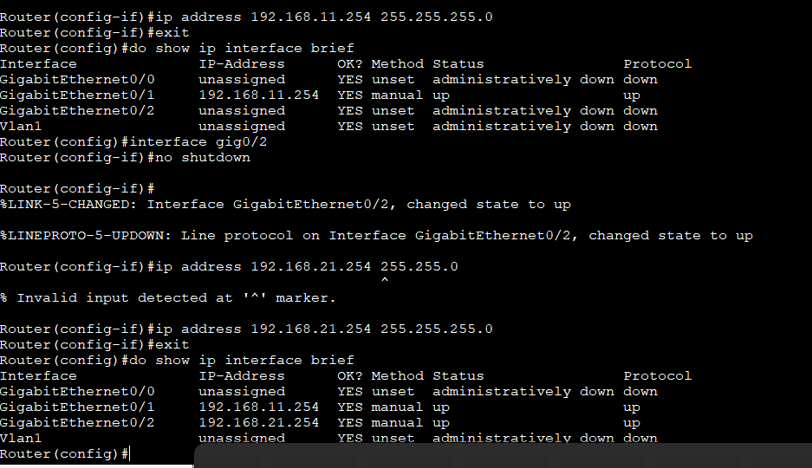 Router(config-if)#ip address 192.168.11.254 255.255.255.0
Router(config-if)#exit
Router(config)#do show ip interface brief
Interface              IP-Address      OK? Method Status                Protocol
GigabitEthernet0/0     unassigned      YES unset  administratively down down
GigabitEthernet0/1     192.168.11.254  YES manual up                    up
GigabitEthernet0/2     unassigned      YES unset  administratively down down
Vlan1                  unassigned      YES unset  administratively down down
Router(config)#interface gig0/2
Router(config-if)#no shutdown
Router(config-if)#
%LINK-5-CHANGED: Interface GigabitEthernet0/2, changed state to up
%LINEPROTO-5-UPDOWN: Line protocol on Interface GigabitEthernet0/2, changed state to up
Router(config-if)#ip address 192.168.21.254 255.255.0
^
% Invalid input detected at '^' marker.
Router(config-if)#ip address 192.168.21.254 255.255.255.0
Router(config-if)#exit
Router(config)#do show ip interface brief
Interface              IP-Address      OK? Method Status                Protocol
GigabitEthernet0/0     unassigned      YES unset  administratively down down
GigabitEthernet0/1     192.168.11.254  YES manual up                    up
GigabitEthernet0/2     192.168.21.254  YES manual up                    up
Vlan1                  unassigned      YES unset  administratively down down
Router(config)#